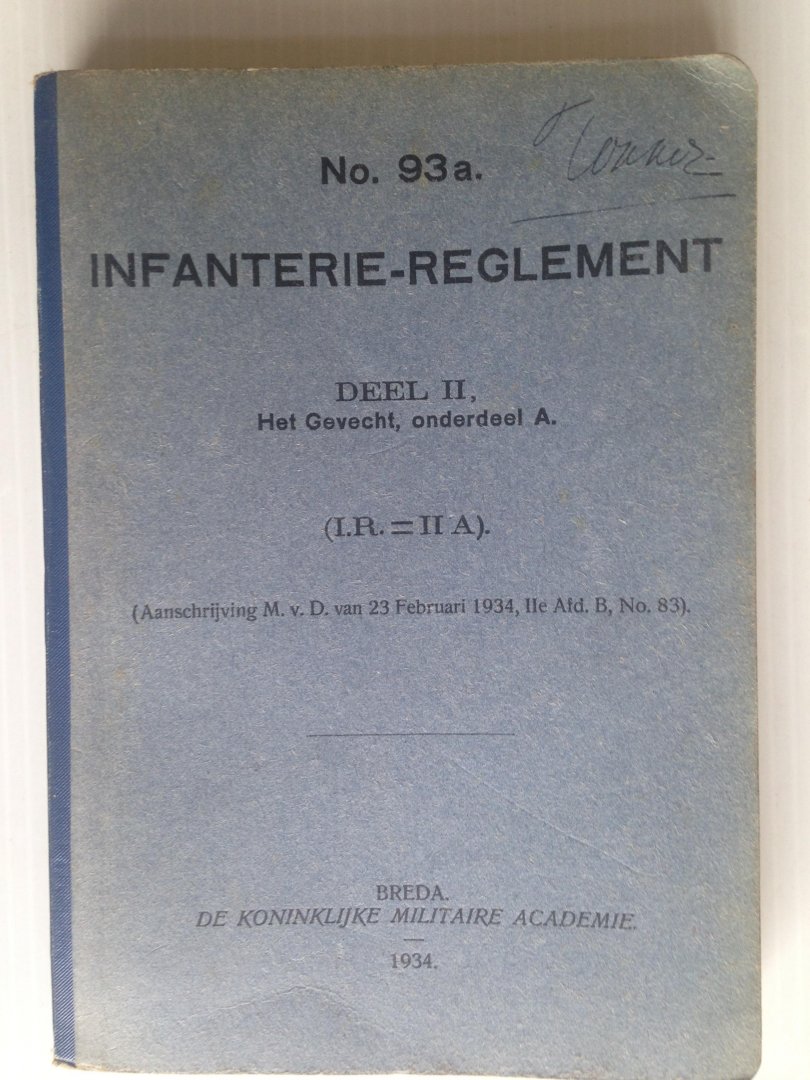 No. 93a.
INFANTERIE-REGLEMENT
DEEL II,
Het Gevecht, onderdeel A.
(I.R. = II A).
(Aanschrijving M. v. D. van 23 Februari 1934, IIe Afd. B, No. 83).
BREDA.
DE KONINKLIJKE MILITAIRE ACADEMIE.
1934.